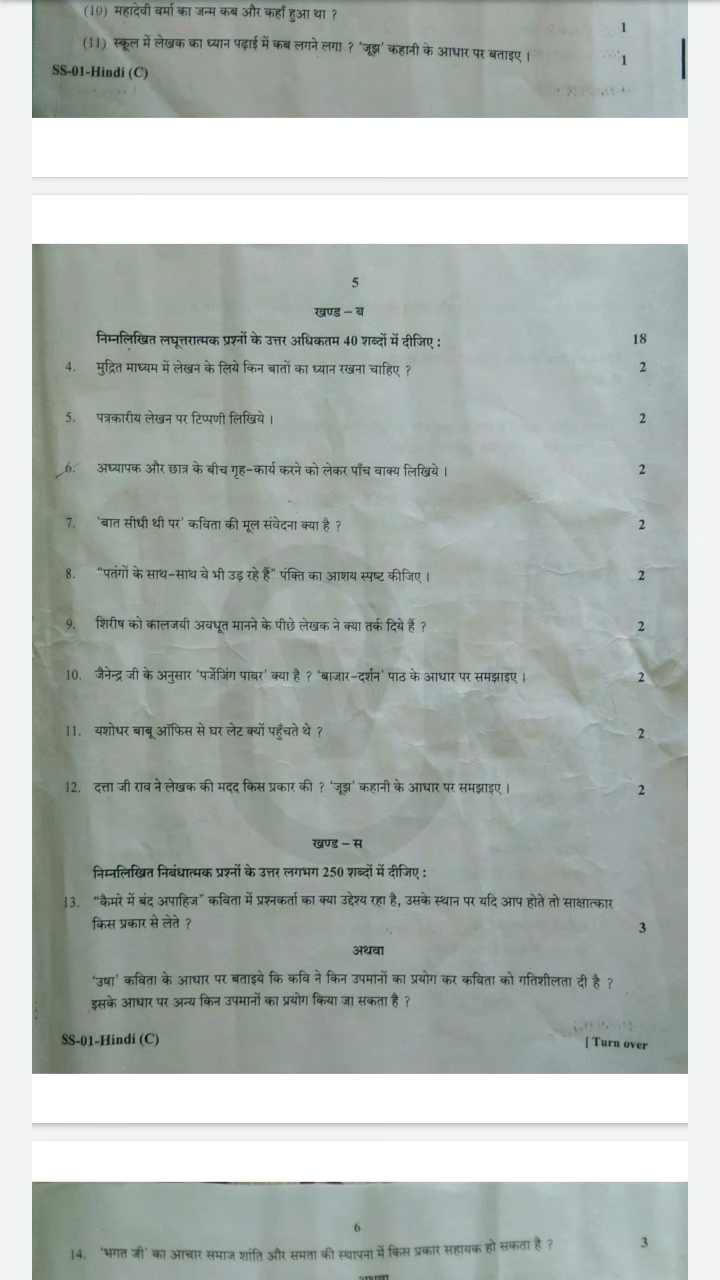 (10) महादेवी वर्मा का जन्म कब और कहाँ हुआ था ? 1
(11) स्कूल में लेखक का ध्यान पढ़ाई में कब लगने लगा ? 'जूझ' कहानी के आधार पर बताइए । 1
SS-01-Hindi (C)
5
खण्ड – ब
निम्नलिखित लघूत्तरात्मक प्रश्नों के उत्तर अधिकतम 40 शब्दों में दीजिए : 18
4. मुद्रित माध्यम में लेखन के लिये किन बातों का ध्यान रखना चाहिए ? 2
5. पत्रकारीय लेखन पर टिप्पणी लिखिये । 2
6. अध्यापक और छात्र के बीच गृह-कार्य करने को लेकर पाँच वाक्य लिखिये । 2
7. 'बात सीधी थी पर' कविता की मूल संवेदना क्या है ? 2
8. "पतंगों के साथ-साथ वे भी उड़ रहे हैं" पंक्ति का आशय स्पष्ट कीजिए । 2
9. शिरीष को कालजयी अवधूत मानने के पीछे लेखक ने क्या तर्क दिये हैं ? 2
10. जैनेन्द्र जी के अनुसार 'पर्जेजिंग पावर' क्या है ? 'बाजार-दर्शन' पाठ के आधार पर समझाइए । 2
11. यशोधर बाबू ऑफिस से घर लेट क्यों पहुँचते थे ? 2
12. दत्ता जी राव ने लेखक की मदद किस प्रकार की ? 'जूझ' कहानी के आधार पर समझाइए । 2
खण्ड – स
निम्नलिखित निबंधात्मक प्रश्नों के उत्तर लगभग 250 शब्दों में दीजिए :
13. "कैमरे में बंद अपाहिज" कविता में प्रश्नकर्ता का क्या उद्देश्य रहा है, उसके स्थान पर यदि आप होते तो साक्षात्कार
किस प्रकार से लेते ? 3
अथवा
'उषा' कविता के आधार पर बताइये कि कवि ने किन उपमानों का प्रयोग कर कविता को गतिशीलता दी है ?
इसके आधार पर अन्य किन उपमानों का प्रयोग किया जा सकता है ?
SS-01-Hindi (C) [ Turn over
6
14. 'भगत जी' का आचार समाज शांति और समता की स्थापना में किस प्रकार सहायक हो सकता है ? 3
अथवा